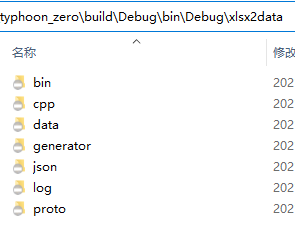 typhoon_zero\build\Debug\bin\Debug\xlsx2data
名称 修改
bin 202
cpp 202
data 202
generator 202
json 202
log 202
proto 202